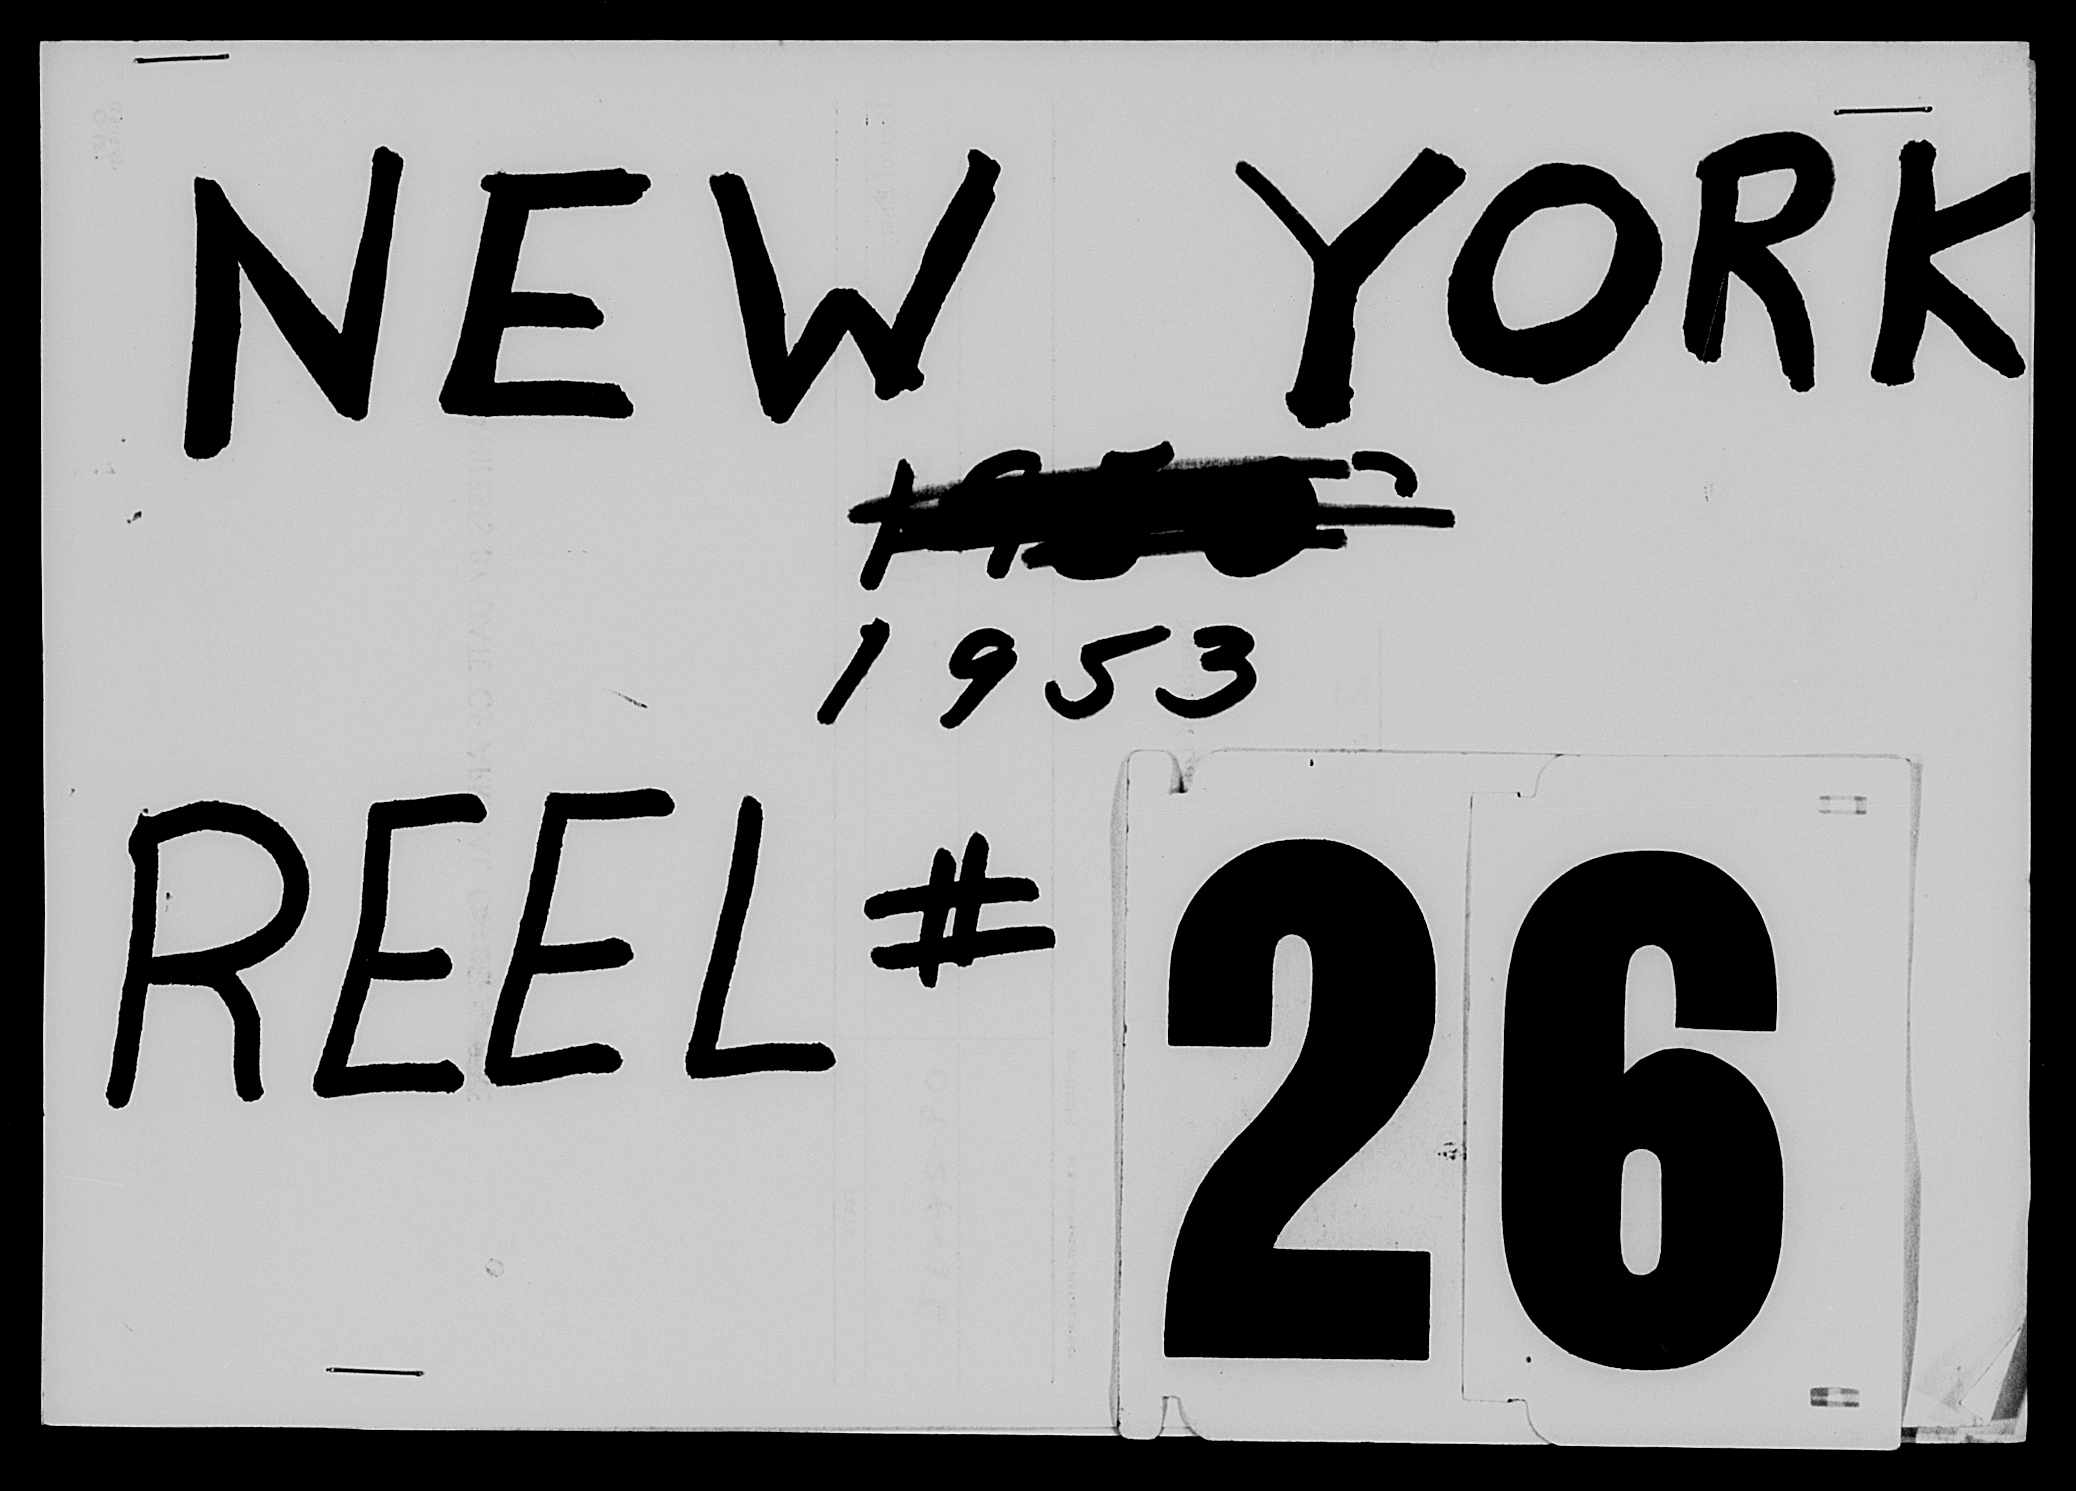 NEW YORK
1953
REEL # 26